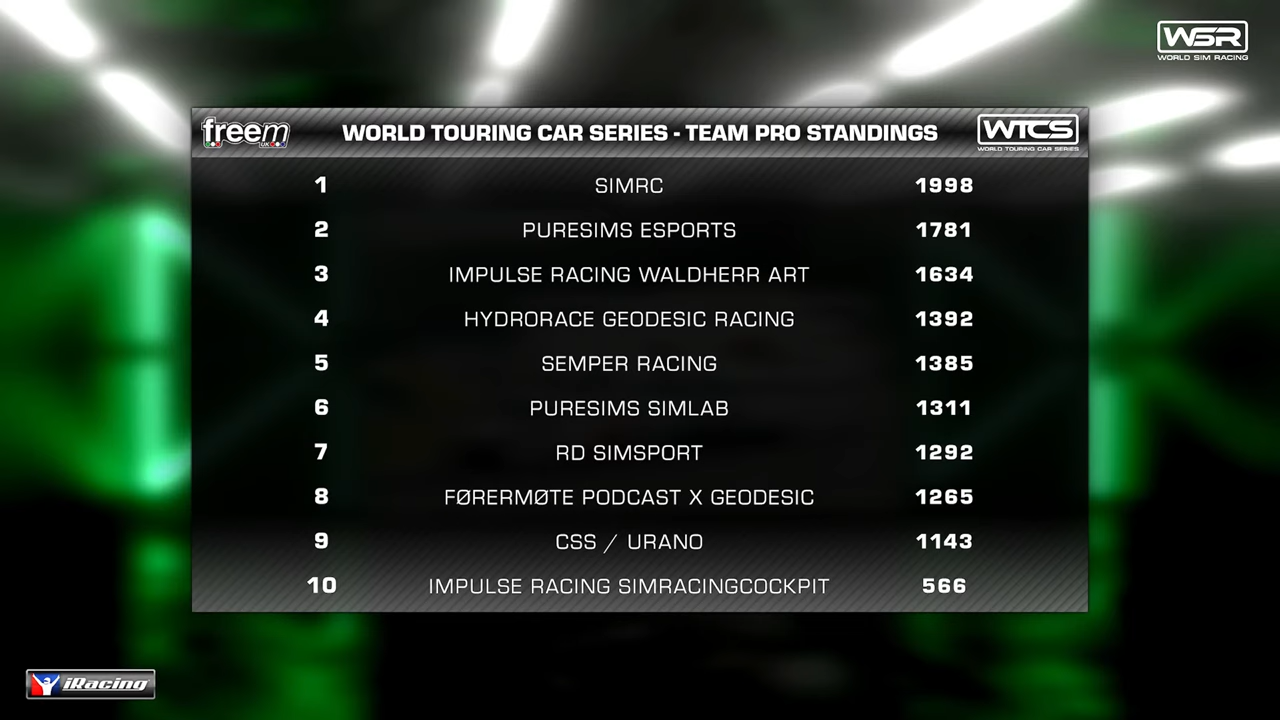 WSR
WORLD SIM RACING
freem
UK
WORLD TOURING CAR SERIES - TEAM PRO STANDINGS
WTCS
WORLD TOURING CAR SERIES
1 SIMRC 1998
2 PURESIMS ESPORTS 1781
3 IMPULSE RACING WALDHERR ART 1634
4 HYDRORACE GEODESIC RACING 1392
5 SEMPER RACING 1385
6 PURESIMS SIMLAB 1311
7 RD SIMSPORT 1292
8 FØRERMØTE PODCAST X GEODESIC 1265
9 CSS / URANO 1143
10 IMPULSE RACING SIMRACINGCOCKPIT 566
iRacing